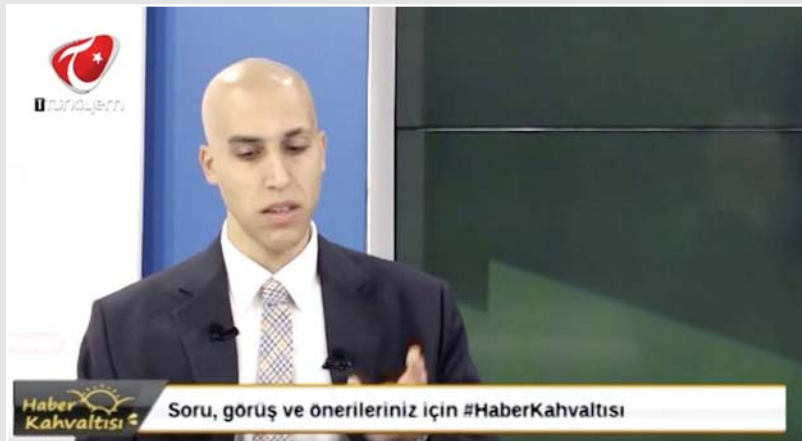 Haber
Kahvaltısı
Soru, görüş ve önerileriniz için #HaberKahvaltısı